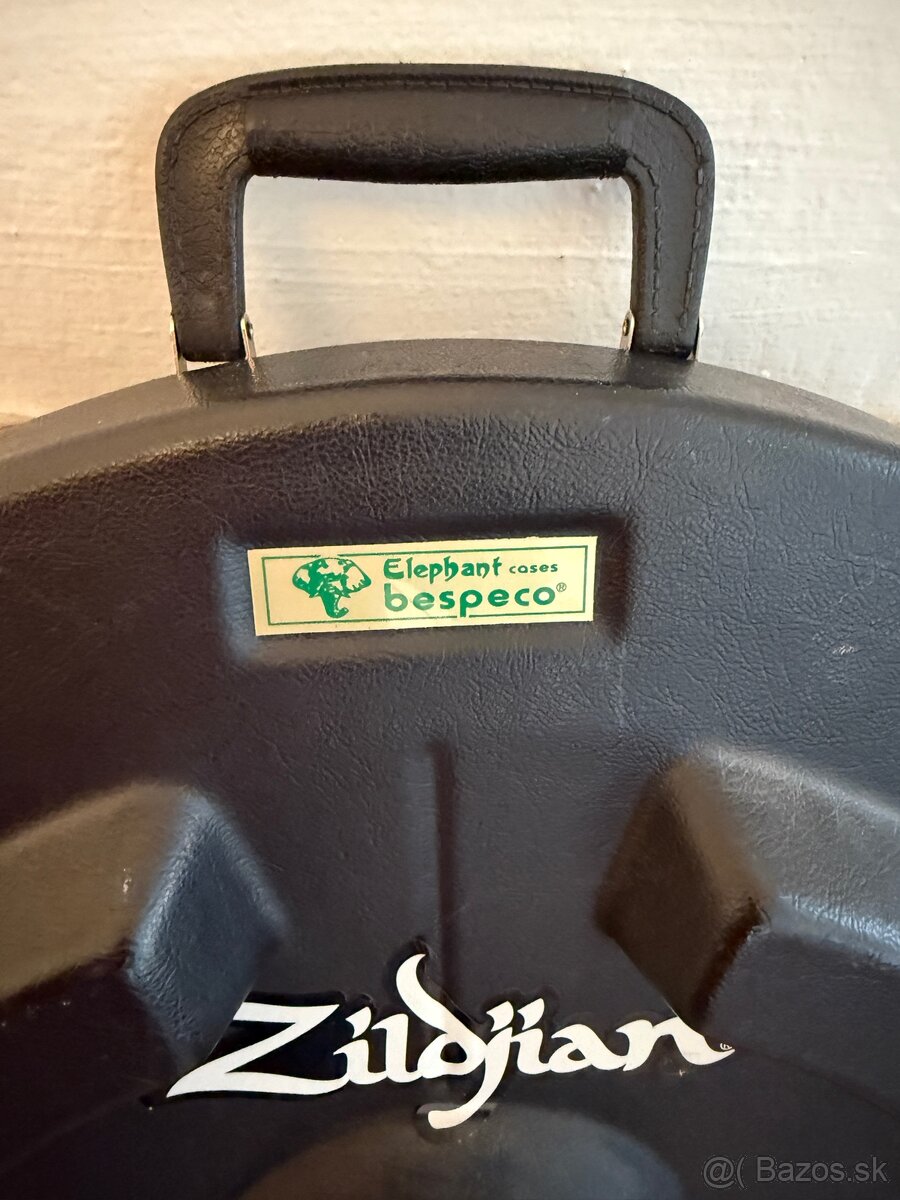 Elephant cases
bespeco®
Zildjian®
@( Bazos.sk